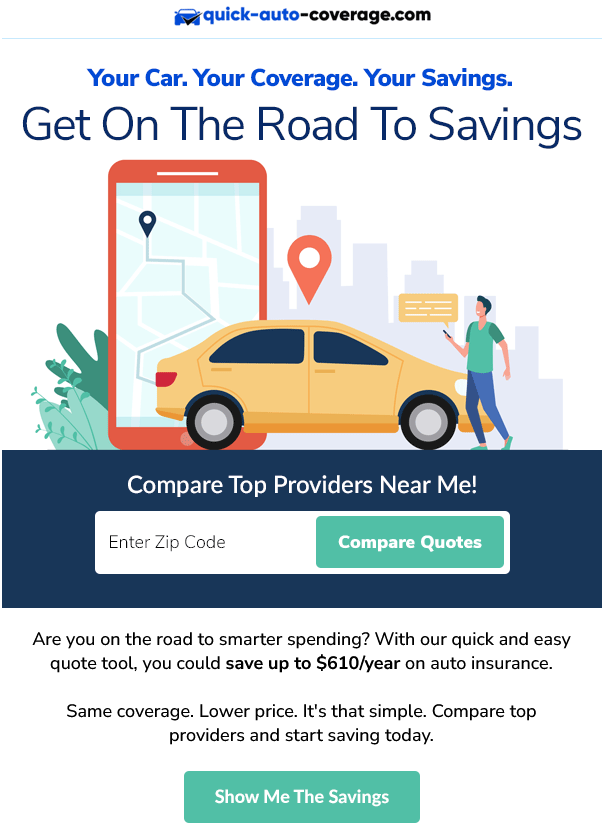 quick-auto-coverage.com
Your Car. Your Coverage. Your Savings.
Get On The Road To Savings
Compare Top Providers Near Me!
Enter Zip Code
Compare Quotes
Are you on the road to smarter spending? With our quick and easy
quote tool, you could save up to $610/year on auto insurance.
Same coverage. Lower price. It's that simple. Compare top
providers and start saving today.
Show Me The Savings